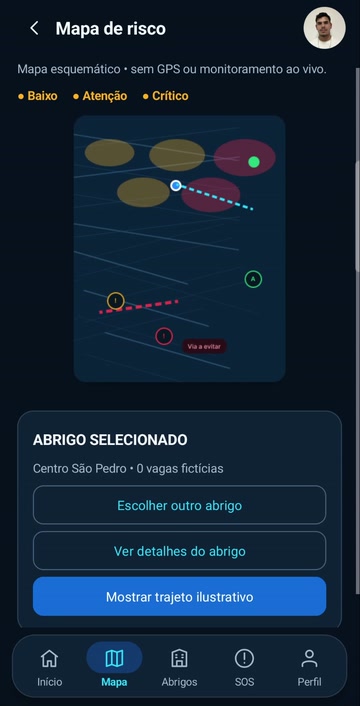 Mapa de risco
Mapa esquemático • sem GPS ou monitoramento ao vivo.
• Baixo • Atenção • Crítico
A
!
!
Via a evitar
ABRIGO SELECIONADO
Centro São Pedro • 0 vagas fictícias
Escolher outro abrigo
Ver detalhes do abrigo
Mostrar trajeto ilustrativo
Início Mapa Abrigos SOS Perfil